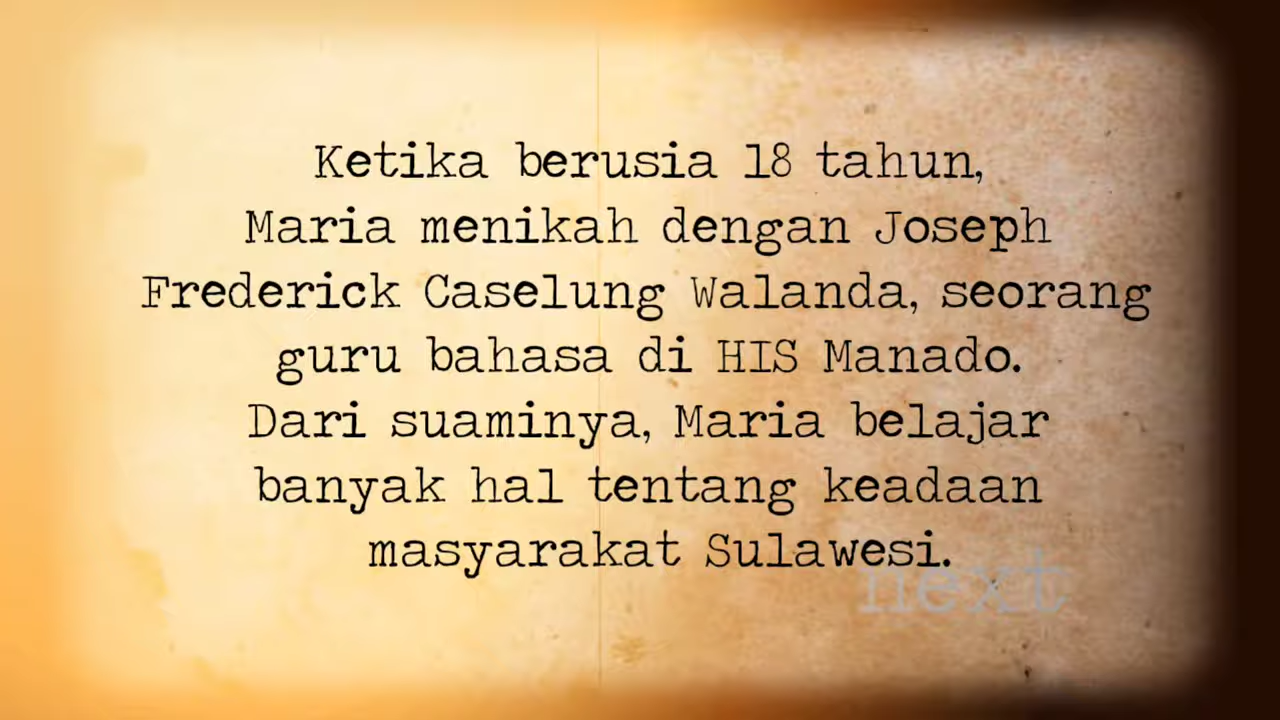 Ketika berusia 18 tahun,
Maria menikah dengan Joseph
Frederick Caselung Walanda, seorang
guru bahasa di HIS Manado.
Dari suaminya, Maria belajar
banyak hal tentang keadaan
masyarakat Sulawesi.
next